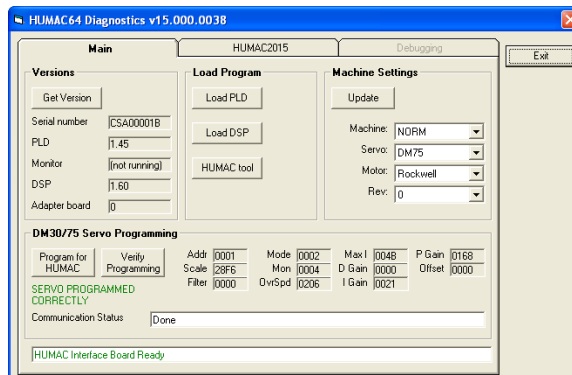 HUMAC64 Diagnostics v15.000.0038
Main
HUMAC2015
Debugging
Exit
Versions
Get Version
Serial number CSA00001B
PLD 1.45
Monitor (not running)
DSP 1.60
Adapter board 0
Load Program
Load PLD
Load DSP
HUMAC tool
Machine Settings
Update
Machine: NORM
Servo: DM75
Motor: Rockwell
Rev: 0
DM30/75 Servo Programming
Program for HUMAC
Verify Programming
SERVO PROGRAMMED
CORRECTLY
Addr 0001 Mode 0002 Max I 004B P Gain 0168
Scale 28F6 Mon 0004 D Gain 0000 Offset 0000
Filter 0000 OvrSpd 0206 I Gain 0021
Communication Status Done
HUMAC Interface Board Ready